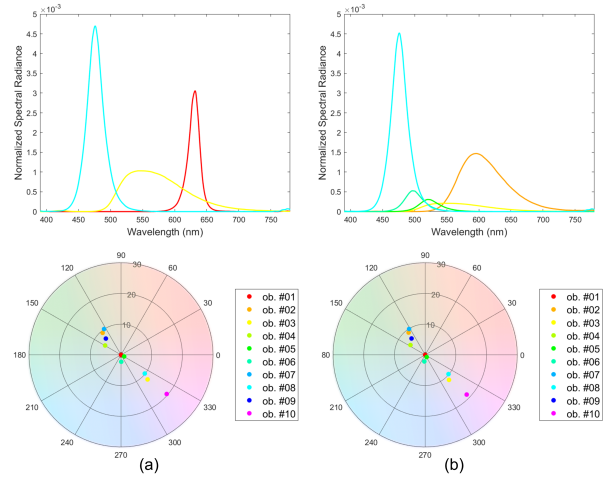 ×10-3
×10-3
5
4.5
4
3.5
3
2.5
2
1.5
1
0.5
0
Normalized Spectral Radiance
400 450 500 550 600 650 700 750
Wavelength (nm)
5
4.5
4
3.5
3
2.5
2
1.5
1
0.5
0
Normalized Spectral Radiance
400 450 500 550 600 650 700 750
Wavelength (nm)
90
120 60
30
150 30
20
10
180 0
210 330
240 300
270
ob. #01
ob. #02
ob. #03
ob. #04
ob. #05
ob. #06
ob. #07
ob. #08
ob. #09
ob. #10
90
120 60
30
150 30
20
10
80 0
210 330
240 300
270
ob. #01
ob. #02
ob. #03
ob. #04
ob. #05
ob. #06
ob. #07
ob. #08
ob. #09
ob. #10
(a) (b)